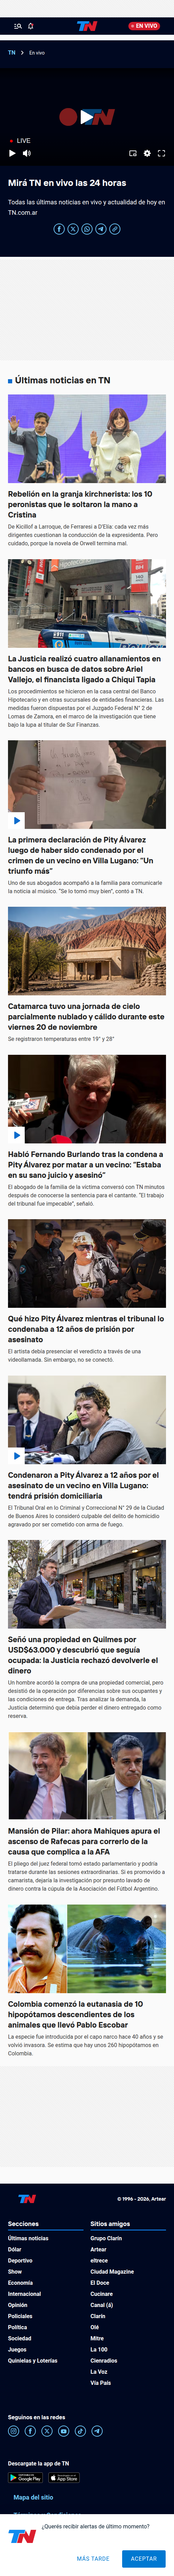 TN
EN VIVO
TN > En vivo
TN
LIVE
Mirá TN en vivo las 24 horas
Todas las últimas noticias en vivo y actualidad de hoy en
TN.com.ar
Últimas noticias en TN
Rebelión en la granja kirchnerista: los 10
peronistas que le soltaron la mano a
Cristina
De Kicillof a Larroque, de Ferraresi a D’Elía: cada vez más
dirigentes cuestionan la conducción de la expresidenta. Pero
cuidado, porque la novela de Orwell termina mal.
La Justicia realizó cuatro allanamientos en
bancos en busca de datos sobre Ariel
Vallejo, el financista ligado a Chiqui Tapia
Los procedimientos se hicieron en la casa central del Banco
Hipotecario y en otras sucursales de entidades financieras. Las
medidas fueron dispuestas por el Juzgado Federal N° 2 de
Lomas de Zamora, en el marco de la investigación que tiene
bajo la lupa al titular de Sur Finanzas.
La primera declaración de Pity Álvarez
luego de haber sido condenado por el
crimen de un vecino en Villa Lugano: “Un
triunfo más”
Uno de sus abogados acompañó a la familia para comunicarle
la noticia al músico. “Se lo tomó muy bien”, contó a TN.
Catamarca tuvo una jornada de cielo
parcialmente nublado y cálido durante este
viernes 20 de noviembre
Se registraron temperaturas entre 19° y 28°
Habló Fernando Burlando tras la condena a
Pity Álvarez por matar a un vecino: “Estaba
en su sano juicio y asesinó”
El abogado de la familia de la víctima conversó con TN minutos
después de conocerse la sentencia para el cantante. “El trabajo
del tribunal fue impecable”, señaló.
Qué hizo Pity Álvarez mientras el tribunal lo
condenaba a 12 años de prisión por
asesinato
El artista debía presenciar el veredicto a través de una
videollamada. Sin embargo, no se conectó.
Condenaron a Pity Álvarez a 12 años por el
asesinato de un vecino en Villa Lugano:
tendrá prisión domiciliaria
El Tribunal Oral en lo Criminal y Correccional N° 29 de la Ciudad
de Buenos Aires lo consideró culpable del delito de homicidio
agravado por ser cometido con arma de fuego.
Señó una propiedad en Quilmes por
USD$63.000 y descubrió que seguía
ocupada: la Justicia rechazó devolverle el
dinero
Un hombre acordó la compra de una propiedad comercial, pero
desistió de la operación por diferencias sobre sus ocupantes y
las condiciones de entrega. Tras analizar la demanda, la
Justicia determinó que debía perder el dinero entregado como
reserva.
Mansión de Pilar: ahora Mahiques apura el
ascenso de Rafecas para correrlo de la
causa que complica a la AFA
El pliego del juez federal tomó estado parlamentario y podría
tratarse durante las sesiones extraordinarias. Si es promovido a
camarista, dejaría la investigación por presunto lavado de
dinero contra la cúpula de la Asociación del Fútbol Argentino.
Colombia comenzó la eutanasia de 10
hipopótamos descendientes de los
animales que llevó Pablo Escobar
La especie fue introducida por el capo narco hace 40 años y se
volvió invasora. Se estima que hay unos 260 hipopótamos en
Colombia.
TN
© 1996 - 2026, Artear
Secciones
Últimas noticias
Dólar
Deportivo
Show
Economía
Internacional
Opinión
Policiales
Política
Sociedad
Juegos
Quinielas y Loterías
Sitios amigos
Grupo Clarín
Artear
eltrece
Ciudad Magazine
El Doce
Cucinare
Canal (á)
Clarín
Olé
Mitre
La 100
Cienradios
La Voz
Vía País
Seguinos en las redes
Descargate la app de TN
Google Play
App Store
Mapa del sitio
TN
¿Querés recibir alertas de último momento?
MÁS TARDE
ACEPTAR